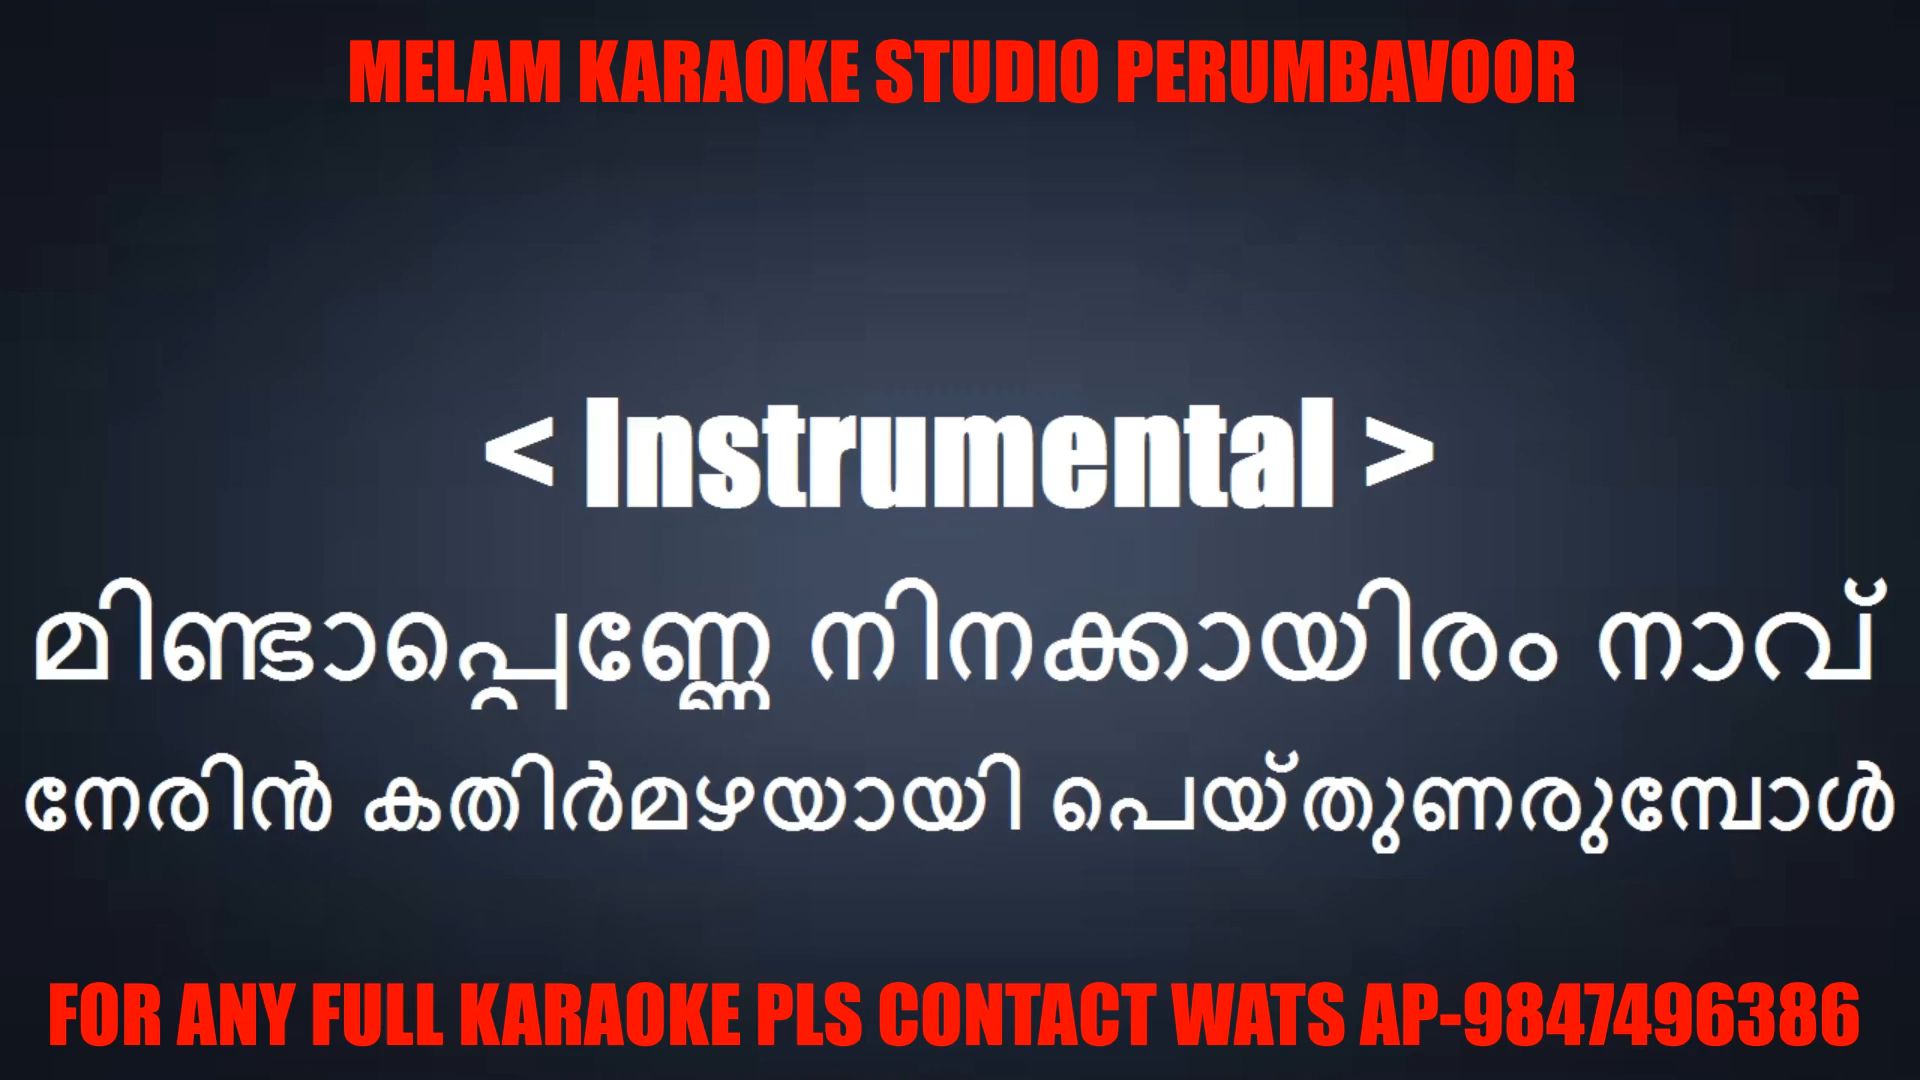 MELAM KARAOKE STUDIO PERUMBAVOOR
< Instrumental >
മിണ്ടാപ്പെണ്ണേ നിനക്കായിരം നാവ്
നേരിൻ കതിർമഴയായി പെയ്തുണരുമ്പോൾ
FOR ANY FULL KARAOKE PLS CONTACT WATS AP-9847496386